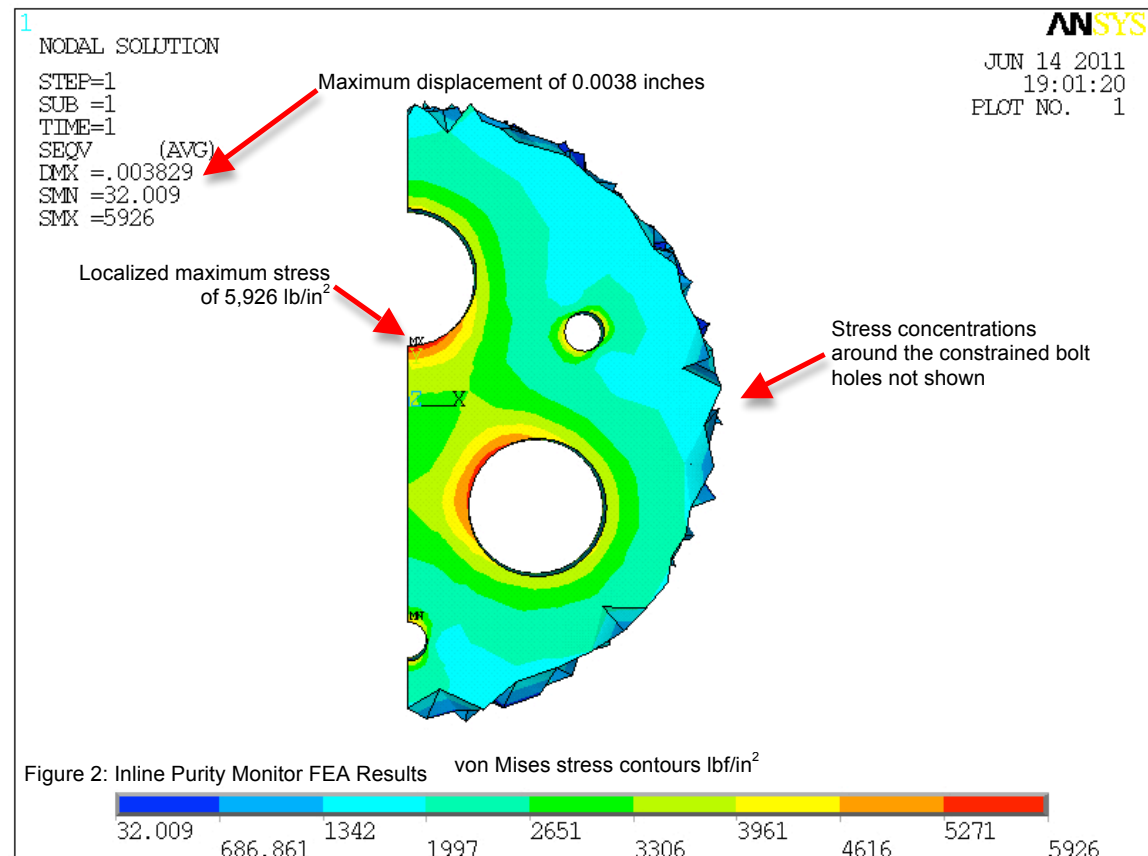 1
NODAL SOLUTION
STEP=1
SUB =1
TIME=1
SEQV (AVG)
DMX =.003829
SMN =32.009
SMX =5926
ANSYS
JUN 14 2011
19:01:20
PLOT NO. 1
Maximum displacement of 0.0038 inches
Localized maximum stress
of 5,926 lb/in²
Stress concentrations
around the constrained bolt
holes not shown
MX
Z X
MN
Figure 2: Inline Purity Monitor FEA Results
von Mises stress contours lbf/in²
32.009 1342 2651 3961 5271
686.861 1997 3306 4616 5926